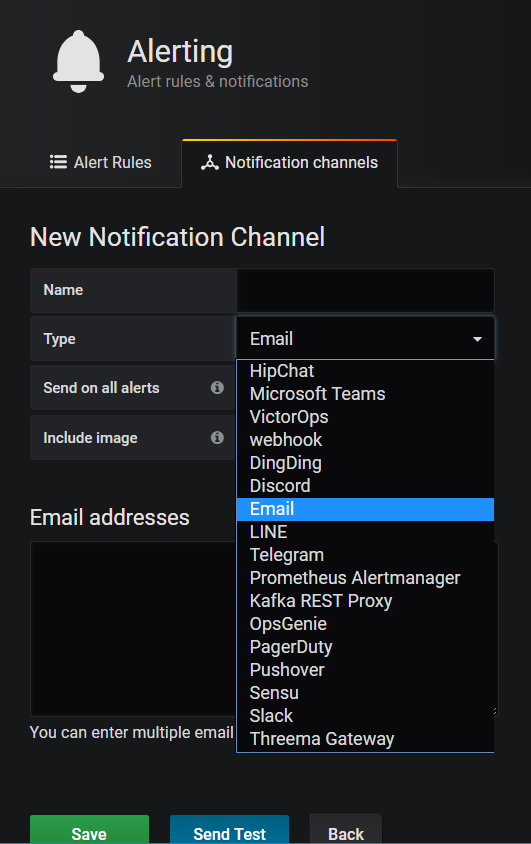 Alerting
Alert rules & notifications
Alert Rules
Notification channels
New Notification Channel
Name
Type
Email
Send on all alerts
Include image
HipChat
Microsoft Teams
VictorOps
webhook
DingDing
Discord
Email
LINE
Telegram
Prometheus Alertmanager
Kafka REST Proxy
OpsGenie
PagerDuty
Pushover
Sensu
Slack
Threema Gateway
Email addresses
You can enter multiple email
Save
Send Test
Back